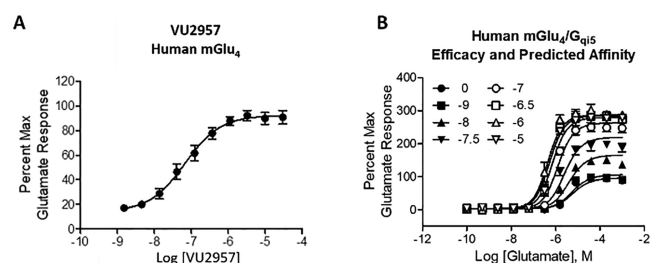 A
VU2957
Human mGlu4
Percent Max
Glutamate Response
120
100
80
60
40
20
0
-10 -9 -8 -7 -6 -5 -4
Log [VU2957]
B
Human mGlu4/Gqi5
Efficacy and Predicted Affinity
Percent Max
Glutamate Response
400
300
200
100
0
0 -7
-9 -6.5
-8 -6
-7.5 -5
-12 -10 -8 -6 -4 -2
Log [Glutamate], M